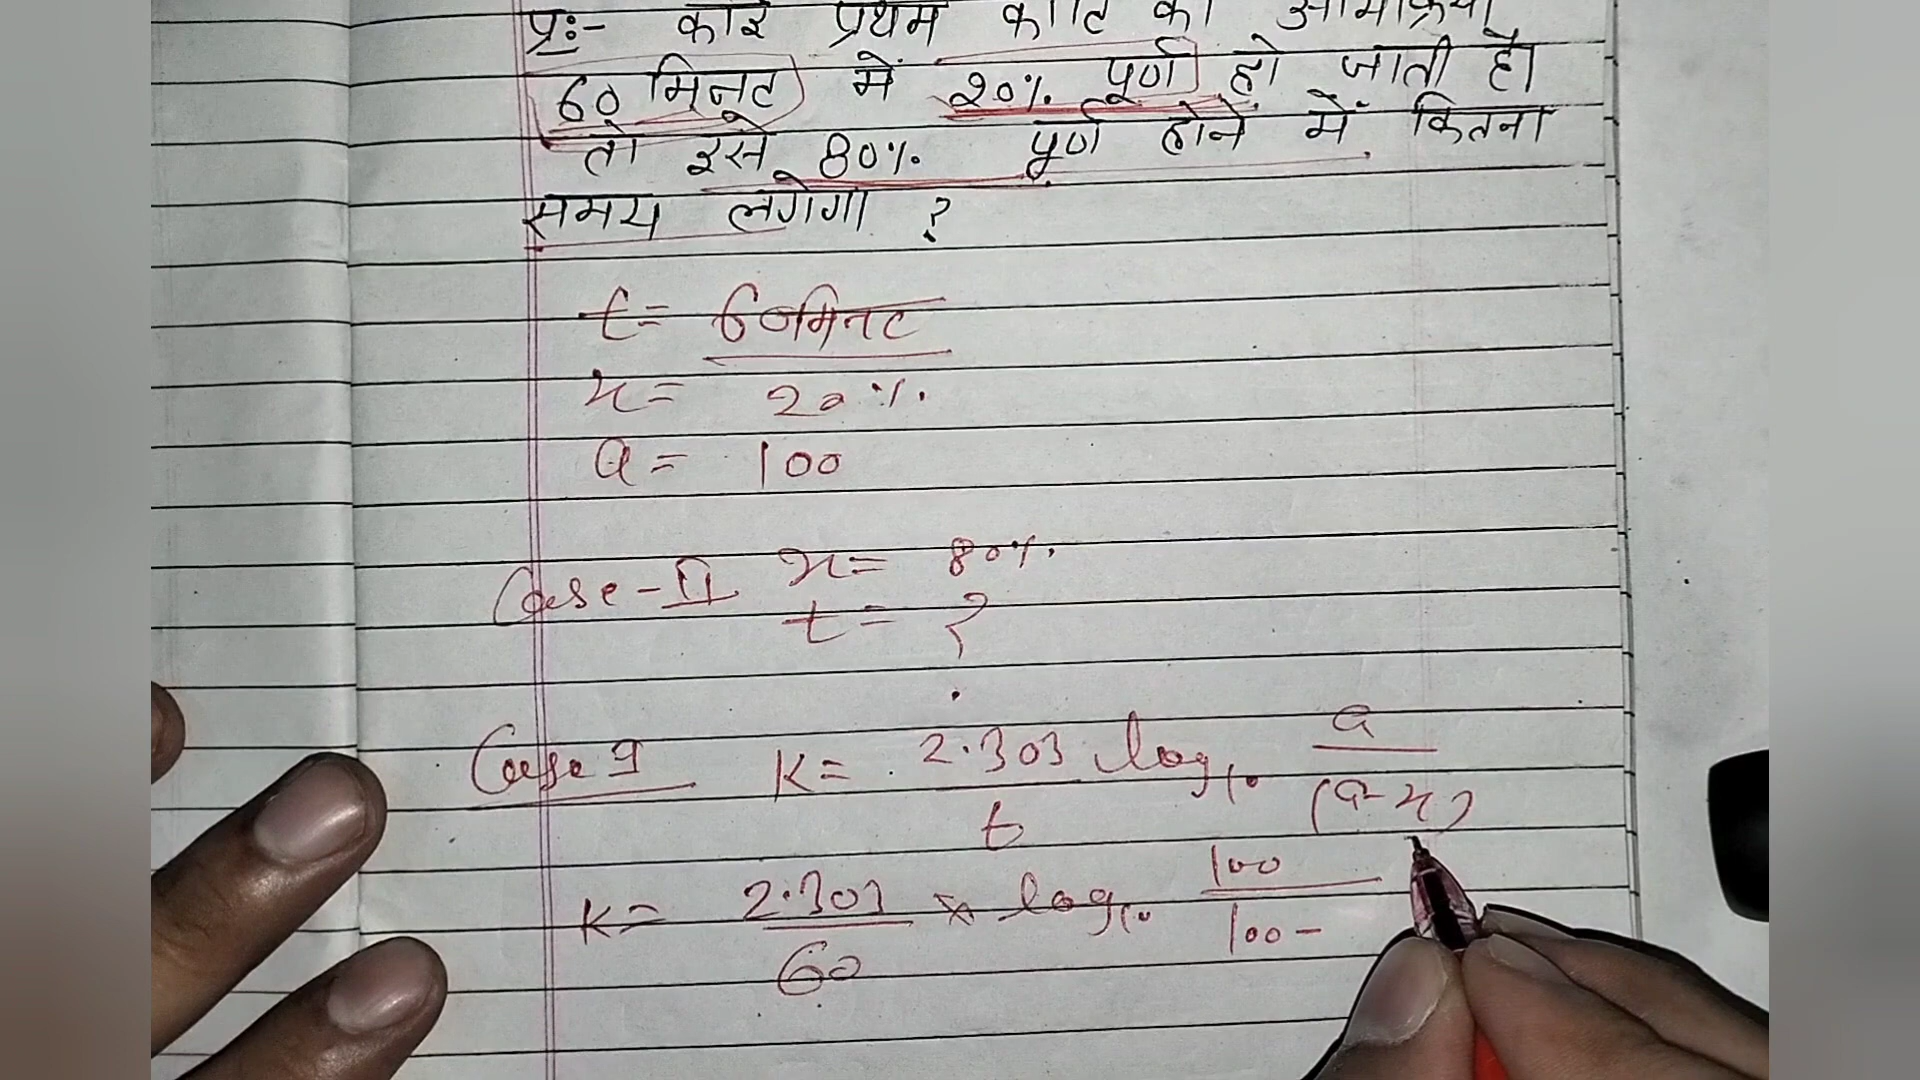 प्रः- कोई प्रथम कोटि की अभिक्रिया
60 मिनट में 20% पूर्ण हो जाती है।
तो इसे 80% पूर्ण होने में कितना
समय लगेगा ?
t = 60मिनट
x = 20%.
a = 100
Case-II x = 80%.
t = ?
Case I K = 2.303/t log₁₀ a/(a-x)
K = 2.303/60 × log₁₀ 100/100-